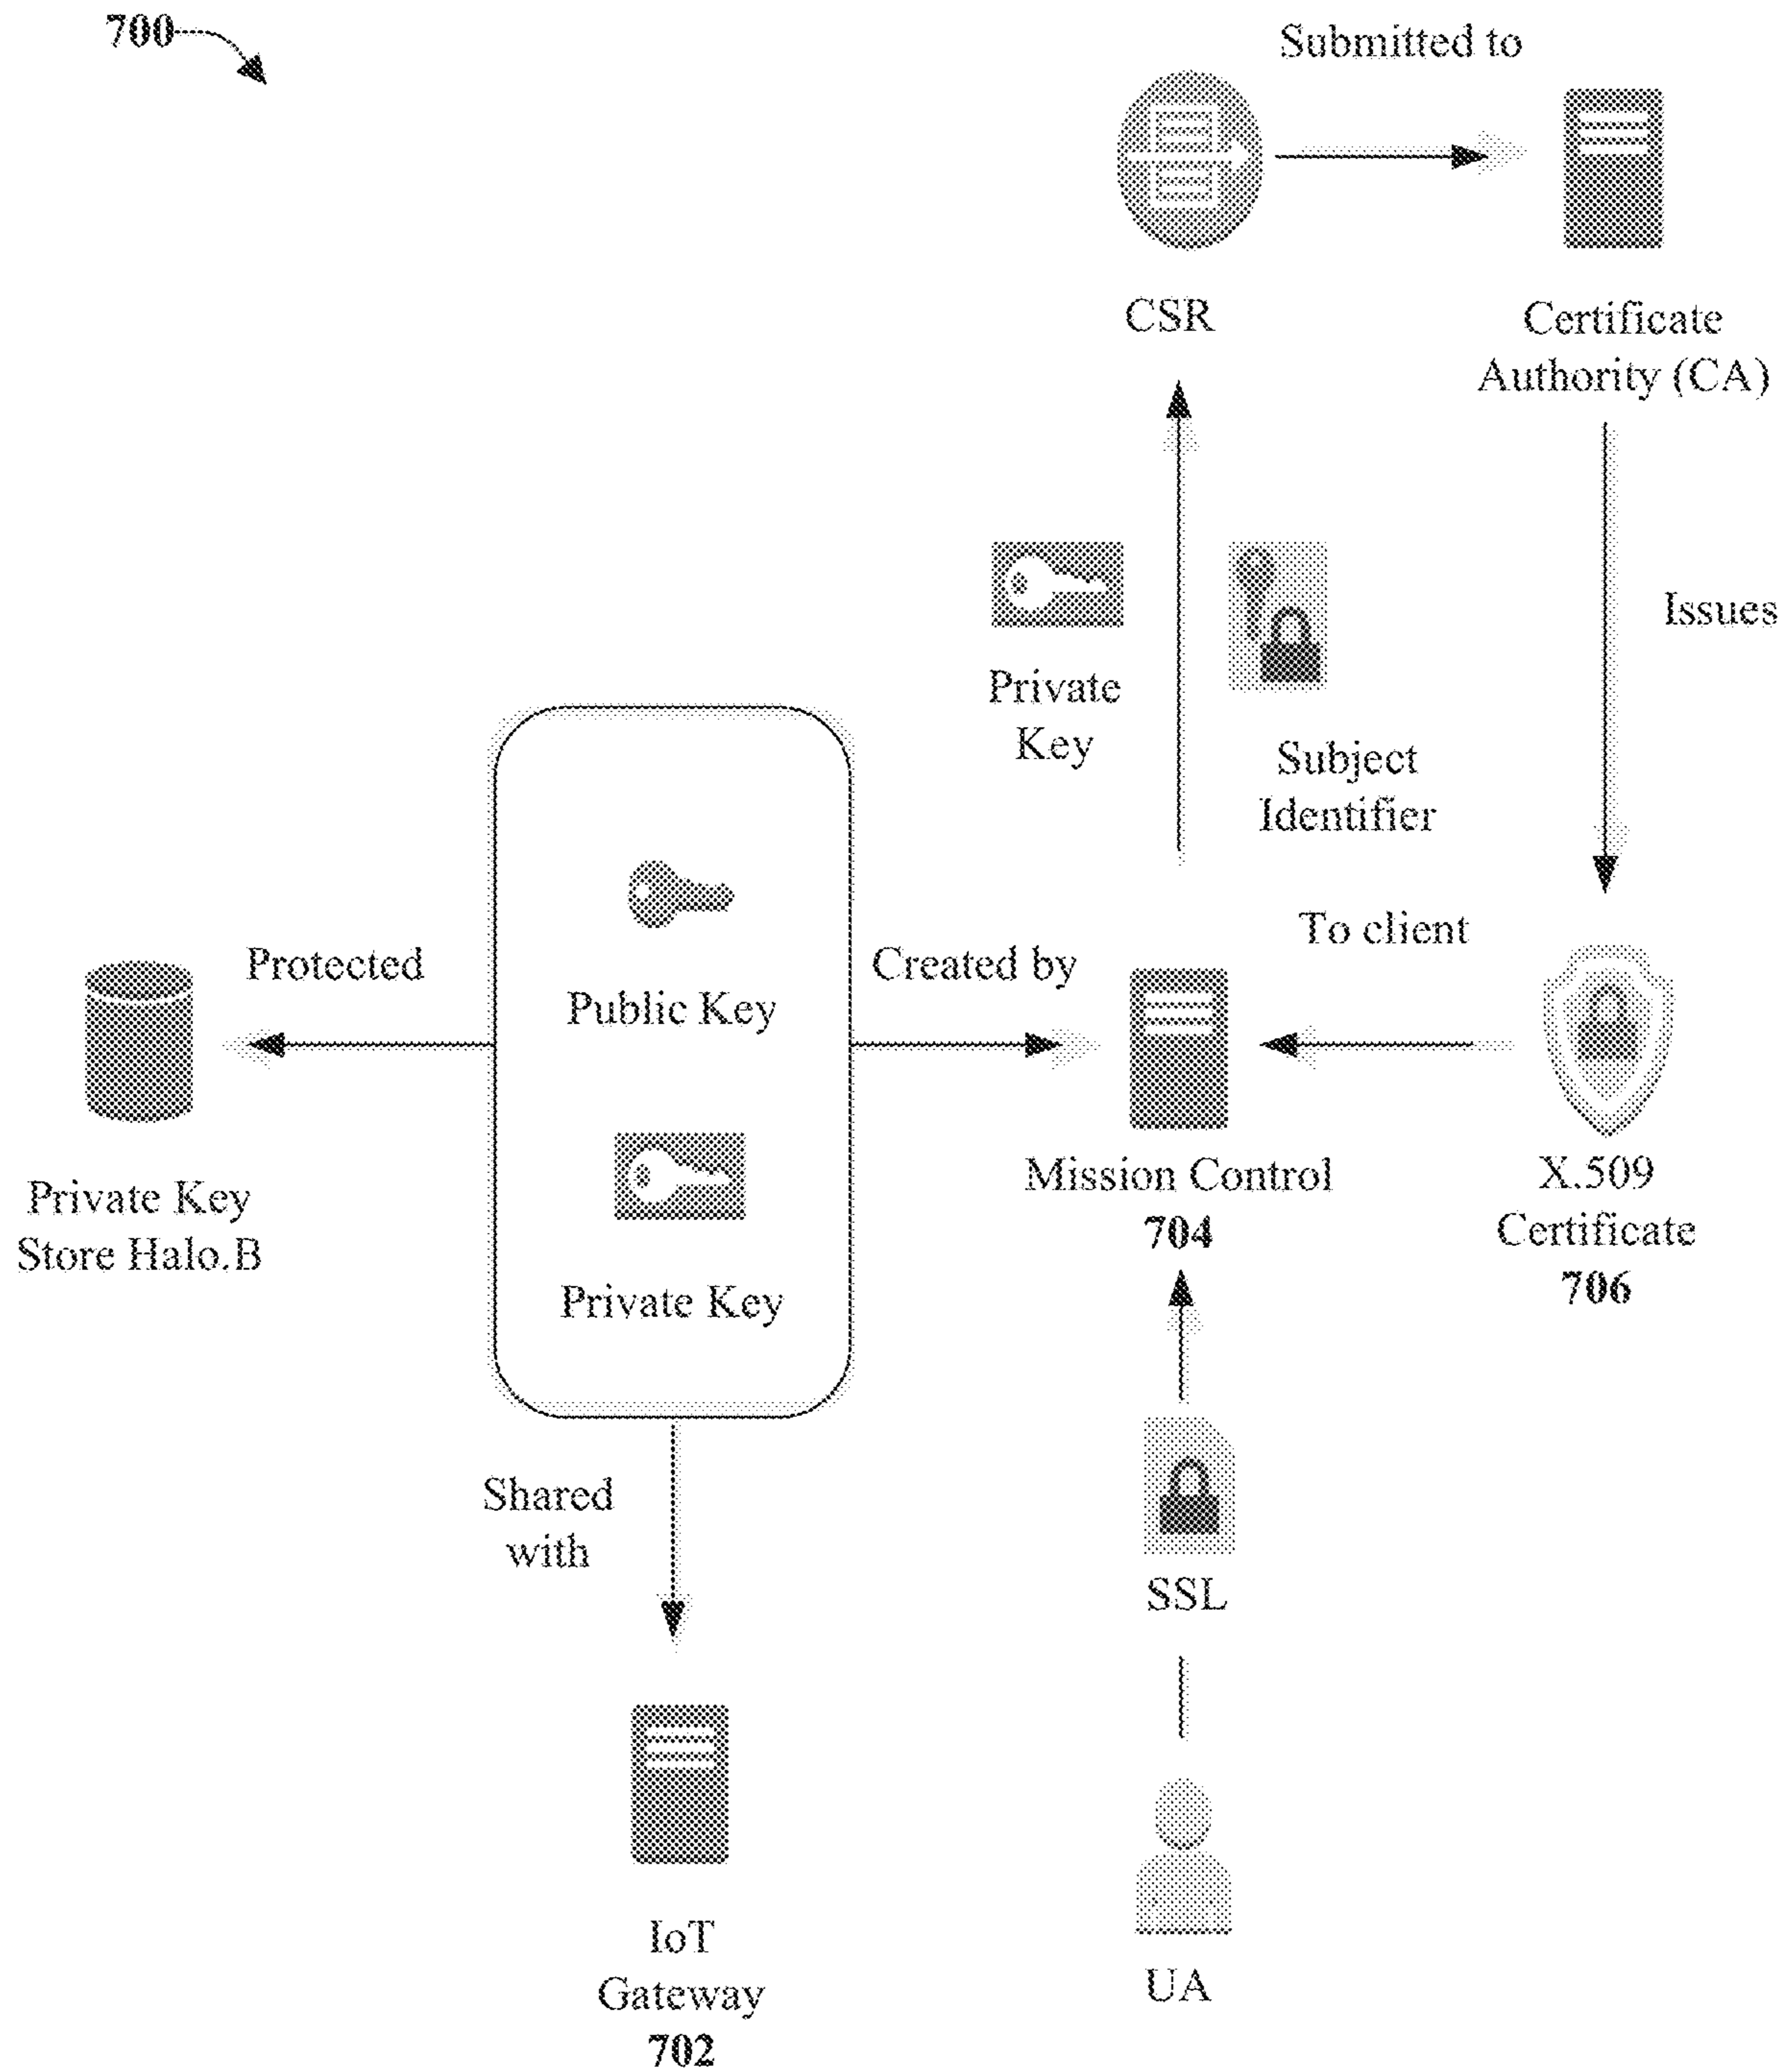 700
Submitted to
CSR
Certificate
Authority (CA)
Issues
Private
Key
Subject
Identifier
To client
Protected
Public Key
Created by
Private Key
Private Key
Store Halo.B
Mission Control
704
X.509
Certificate
706
Shared
with
SSL
IoT
Gateway
702
UA